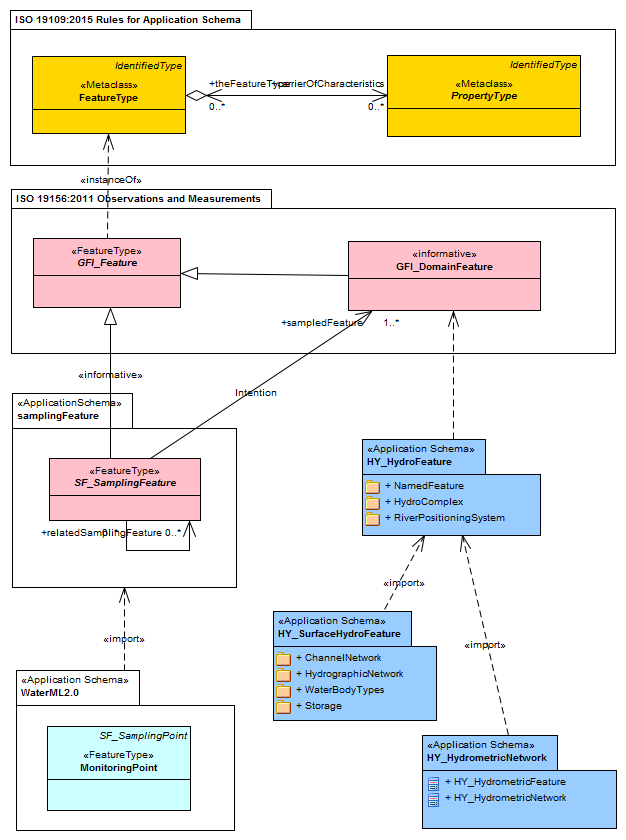 ISO 19109:2015 Rules for Application Schema
IdentifiedType
«Metaclass»
FeatureType
+theFeatureType
+carrierOfCharacteristics
0..*
0..*
IdentifiedType
«Metaclass»
PropertyType
«instanceOf»
ISO 19156:2011 Observations and Measurements
«FeatureType»
GFI_Feature
«informative»
GFI_DomainFeature
+sampledFeature
1..*
«informative»
Intention
«ApplicationSchema»
samplingFeature
«FeatureType»
SF_SamplingFeature
+relatedSamplingFeature
0..*
0..*
«Application Schema»
HY_HydroFeature
+ NamedFeature
+ HydroComplex
+ RiverPositioningSystem
«import»
«import»
«import»
«Application Schema»
HY_SurfaceHydroFeature
+ ChannelNetwork
+ HydrographicNetwork
+ WaterBodyTypes
+ Storage
«Application Schema»
WaterML2.0
SF_SamplingPoint
«FeatureType»
MonitoringPoint
«Application Schema»
HY_HydrometricNetwork
+ HY_HydrometricFeature
+ HY_HydrometricNetwork